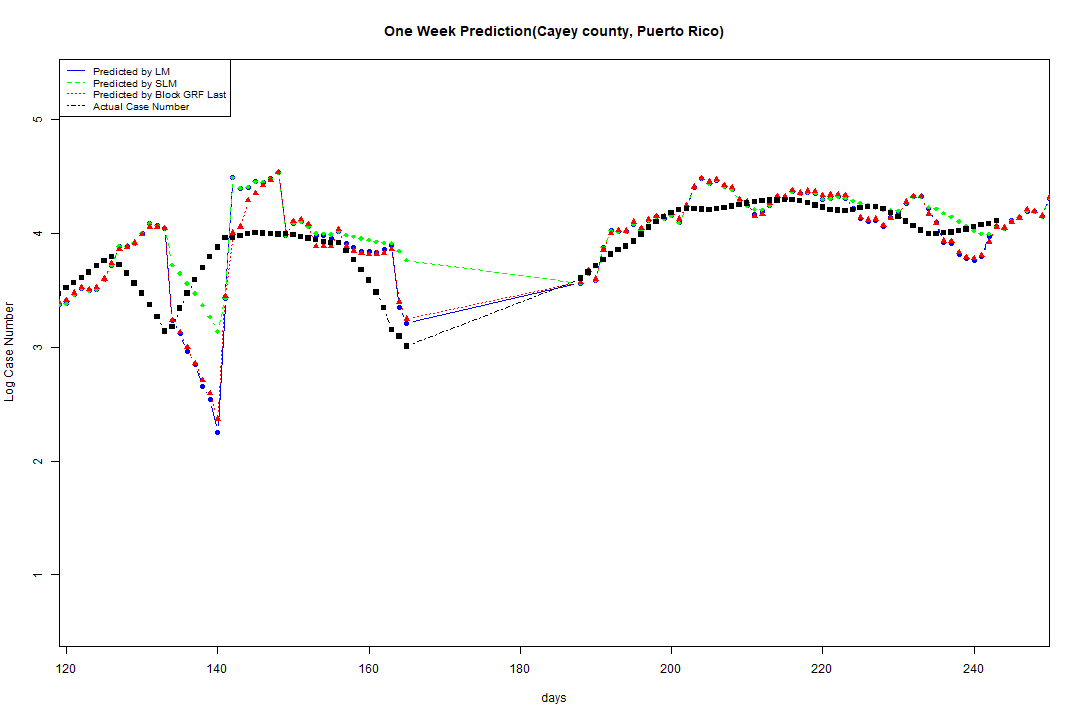 One Week Prediction(Cayey county, Puerto Rico)
Predicted by LM
Predicted by SLM
Predicted by Block GRF Last
Actual Case Number
5
4
3
2
1
Log Case Number
120 140 160 180 200 220 240
days